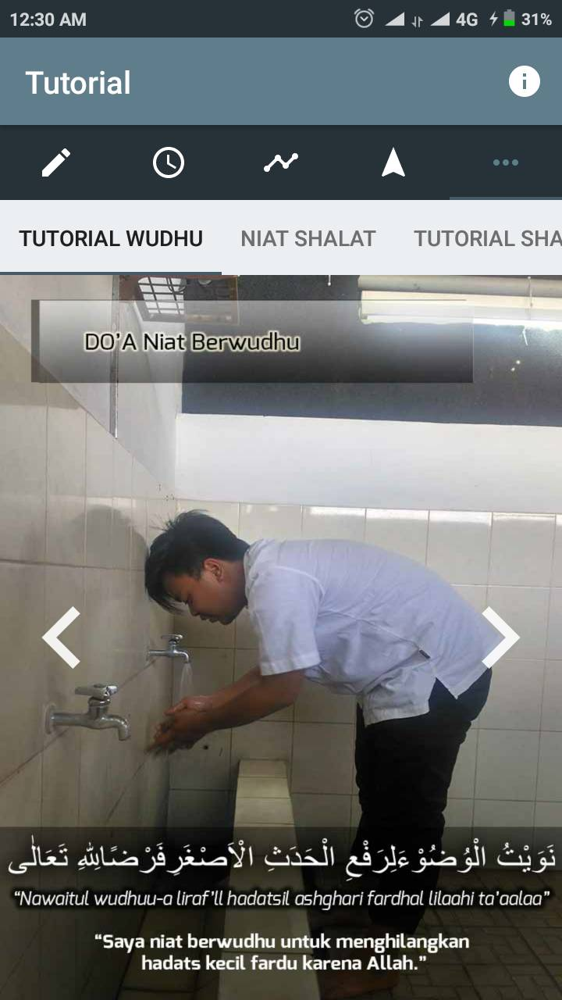 12:30 AM
4G
31%
Tutorial
TUTORIAL WUDHU
NIAT SHALAT
TUTORIAL SHA
DO'A Niat Berwudhu
نَوَيْتُ الْوُضُوْءَلِرَفْعِ الْحَدَثِ الْاَصْغَرِفَرْضًالِلّٰهِ تَعَالٰى
“Nawaitul wudhuu-a liraf'll hadatsil ashghari fardhal lilaahi ta'aalaa”
“Saya niat berwudhu untuk menghilangkan
hadats kecil fardu karena Allah.”